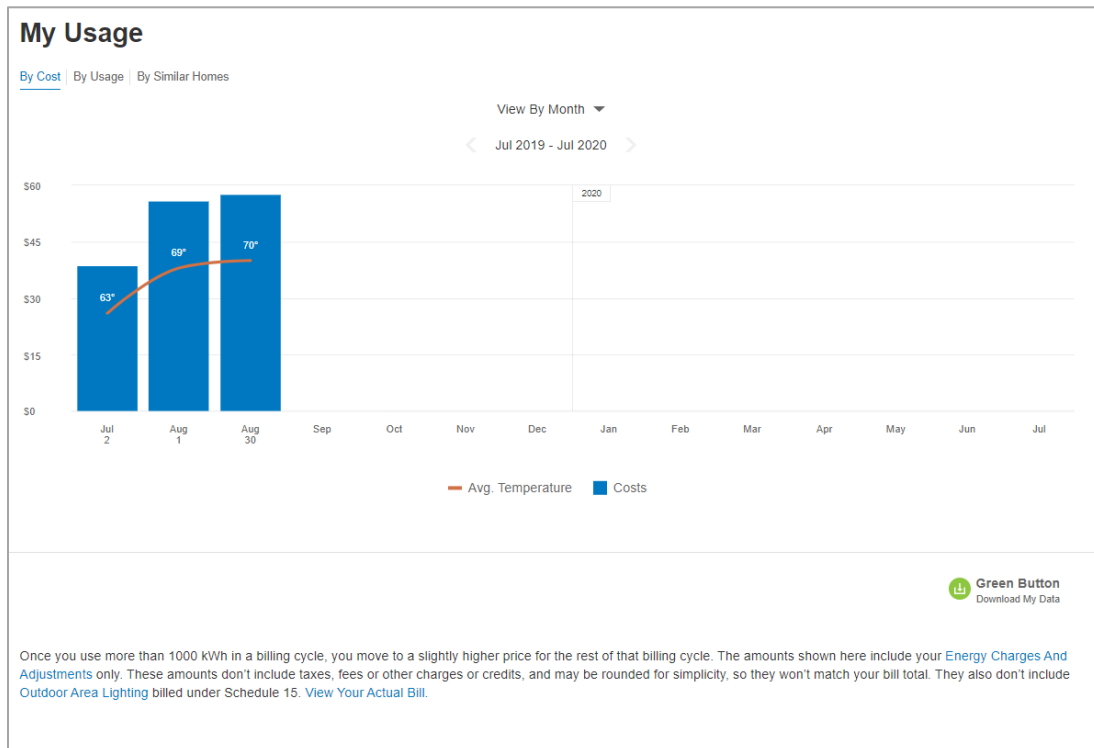 My Usage
By Cost By Usage By Similar Homes
View By Month
Jul 2019 - Jul 2020
$60
2020
$45
70°
69°
$30
63°
$15
$0
Jul Aug Aug Sep Oct Nov Dec Jan Feb Mar Apr May Jun Jul
2 1 30
Avg. Temperature Costs
Green Button
Download My Data
Once you use more than 1000 kWh in a billing cycle, you move to a slightly higher price for the rest of that billing cycle. The amounts shown here include your Energy Charges And
Adjustments only. These amounts don't include taxes, fees or other charges or credits, and may be rounded for simplicity, so they won't match your bill total. They also don't include
Outdoor Area Lighting billed under Schedule 15. View Your Actual Bill.